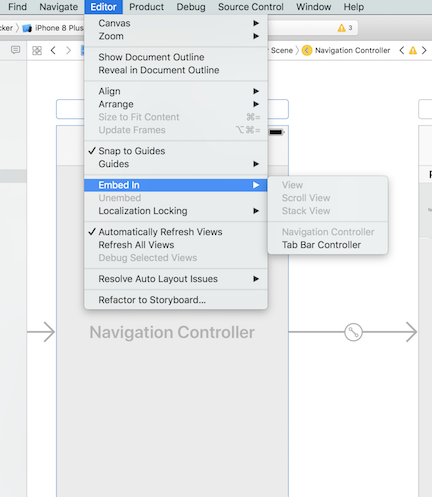 Find Navigate Editor Product Debug Source Control Window Help
iPhone 8 Plus
3
Canvas
Zoom
Show Document Outline
Reveal in Document Outline
Scene
Navigation Controller
Align
Arrange
Size to Fit Content ⌘=
Update Frames ⌥⌘=
✓ Snap to Guides
Guides
Embed In
View
Unembed
Scroll View
Localization Locking
Stack View
✓ Automatically Refresh Views
Navigation Controller
Refresh All Views
Tab Bar Controller
Debug Selected Views
Resolve Auto Layout Issues
Refactor to Storyboard...
Navigation Controller